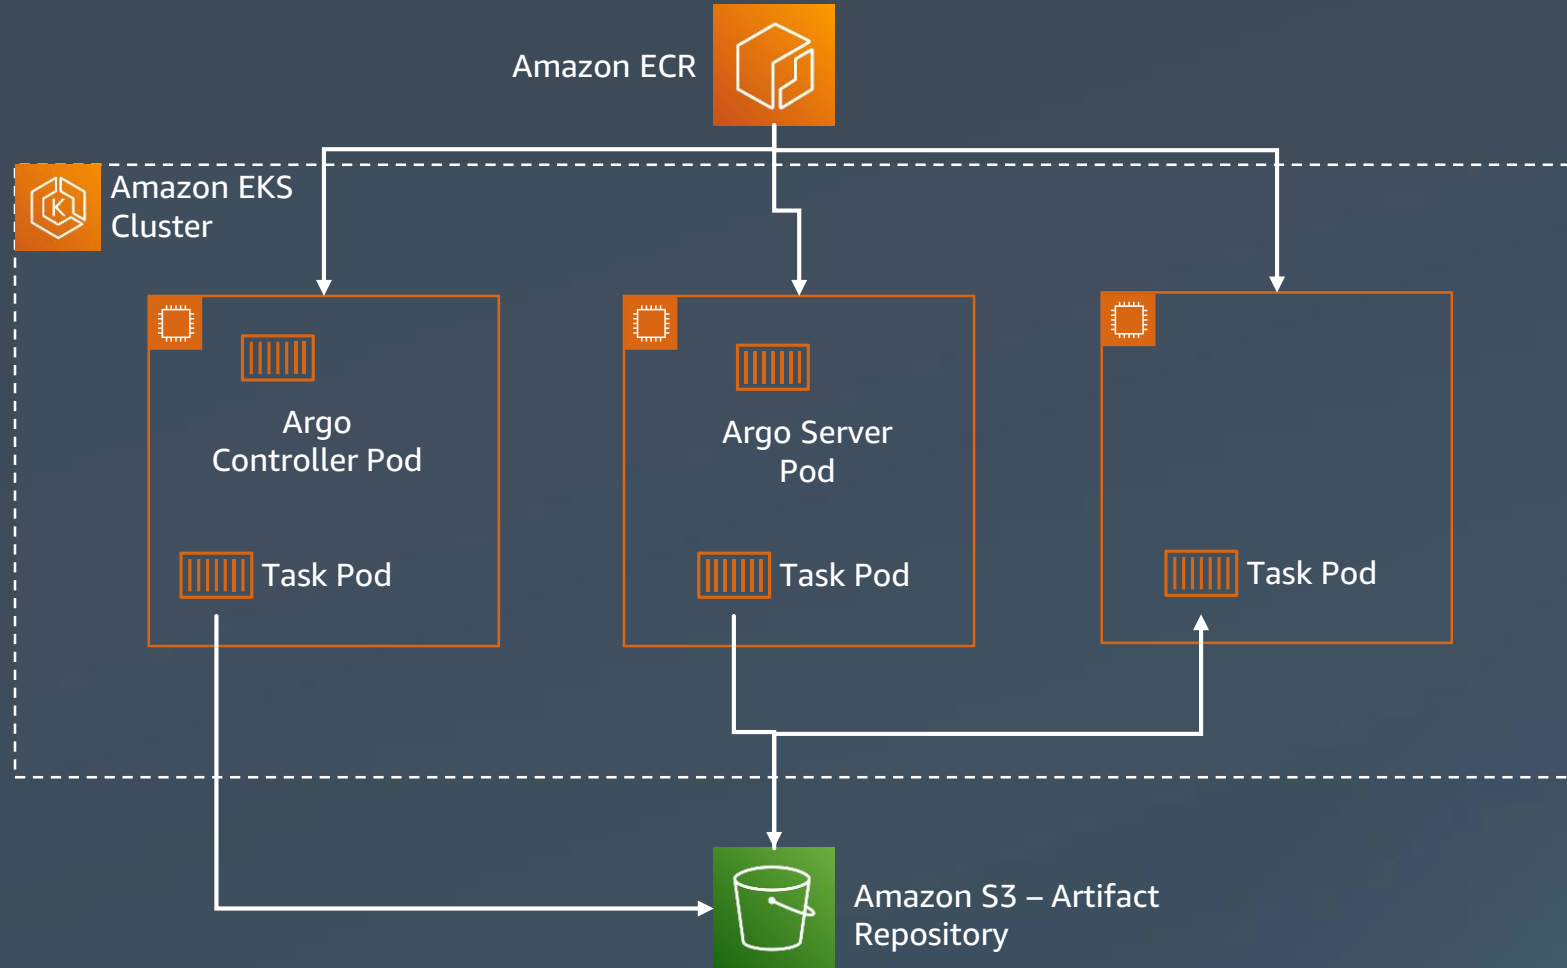 Amazon ECR
Amazon EKS
Cluster
K
Argo
Controller Pod
Argo Server
Pod
Task Pod
Task Pod
Task Pod
Amazon S3 – Artifact
Repository